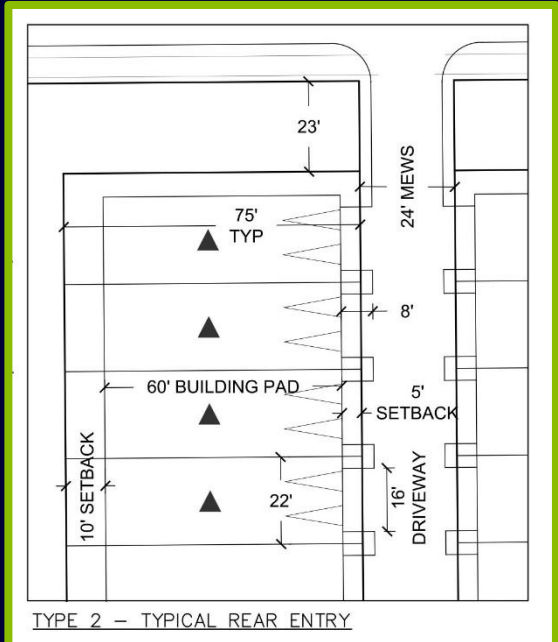 23'
24' MEWS
75'
TYP
8'
60' BUILDING PAD
5'
SETBACK
10' SETBACK
22'
16'
DRIVEWAY
TYPE 2 – TYPICAL REAR ENTRY